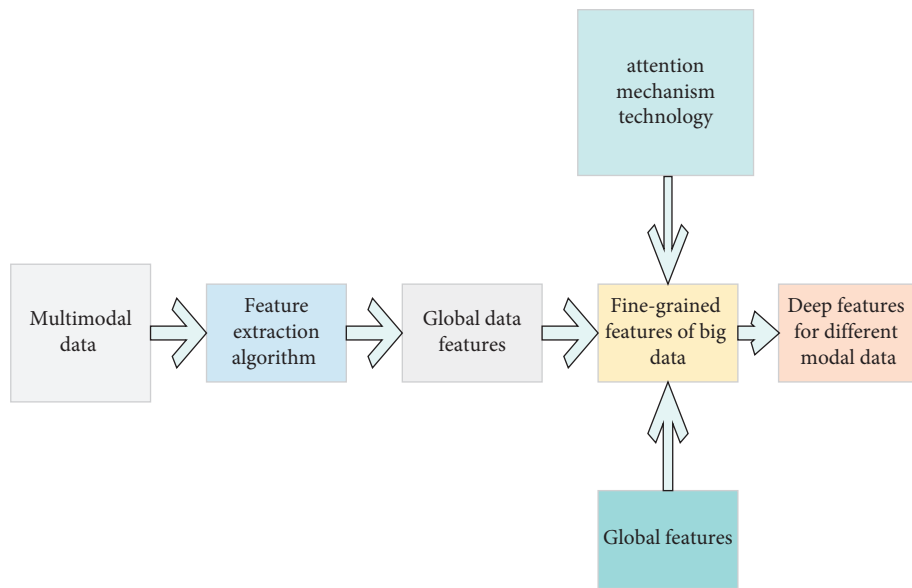 attention
mechanism
technology
Multimodal
data
Feature
extraction
algorithm
Global data
features
Fine-grained
features of big
data
Deep features
for different
modal data
Global features